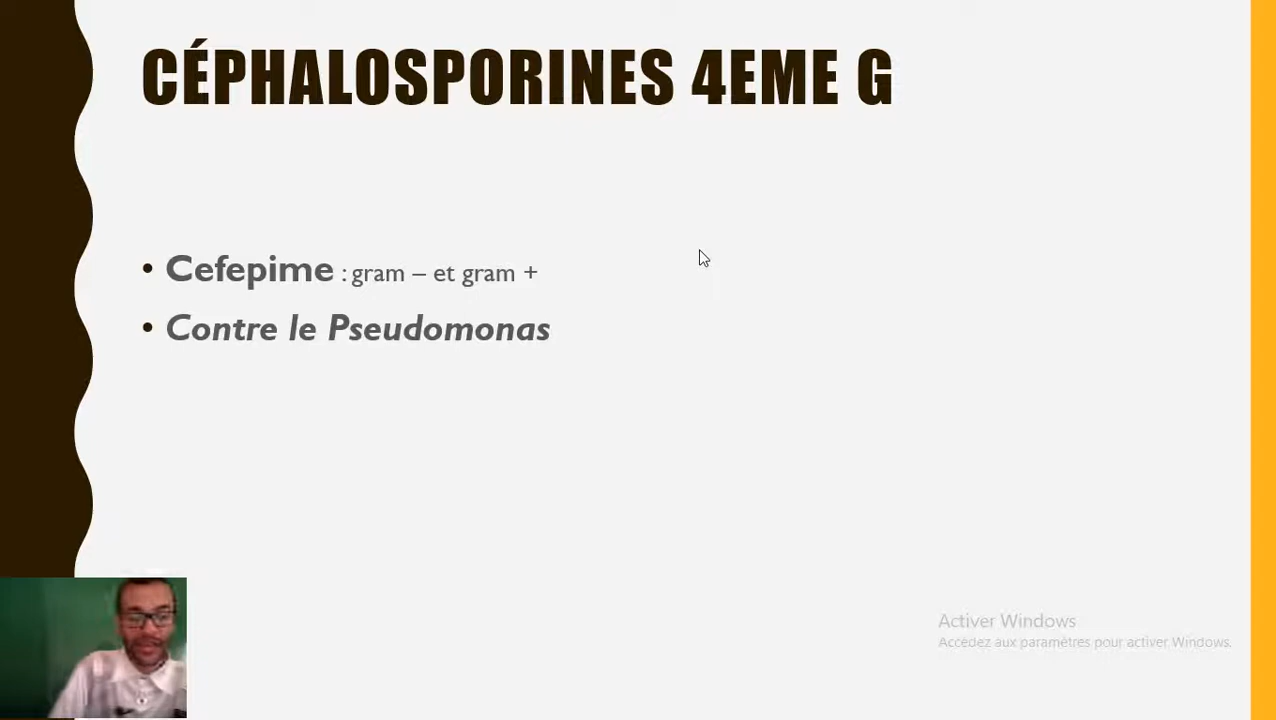 CÉPHALOSPORINES 4EME G
• Cefepime : gram – et gram +
• Contre le Pseudomonas
Activer Windows
Accédez aux paramètres pour activer Windows.